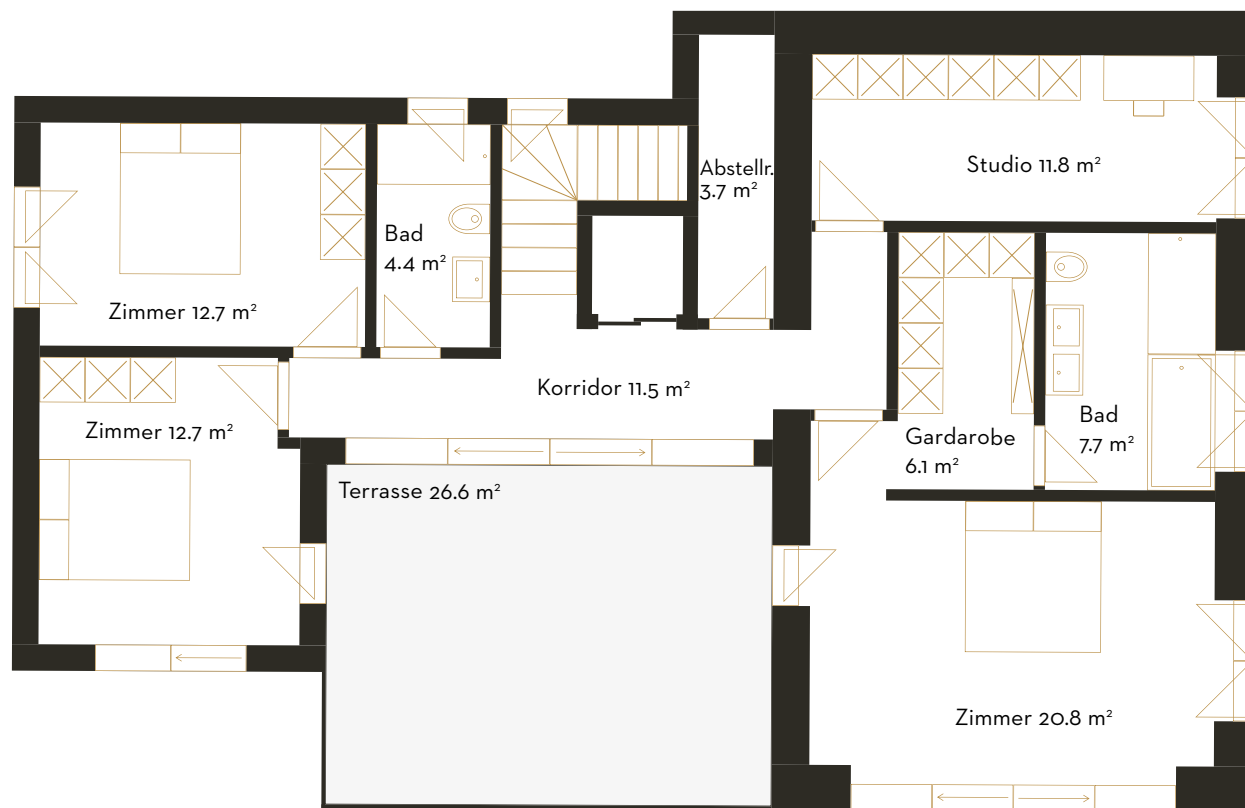 Studio 11.8 m²
Abstellr.
3.7 m²
Bad
4.4 m²
Zimmer 12.7 m²
Korridor 11.5 m²
Zimmer 12.7 m²
Gardarobe
6.1 m²
Bad
7.7 m²
Terrasse 26.6 m²
Zimmer 20.8 m²